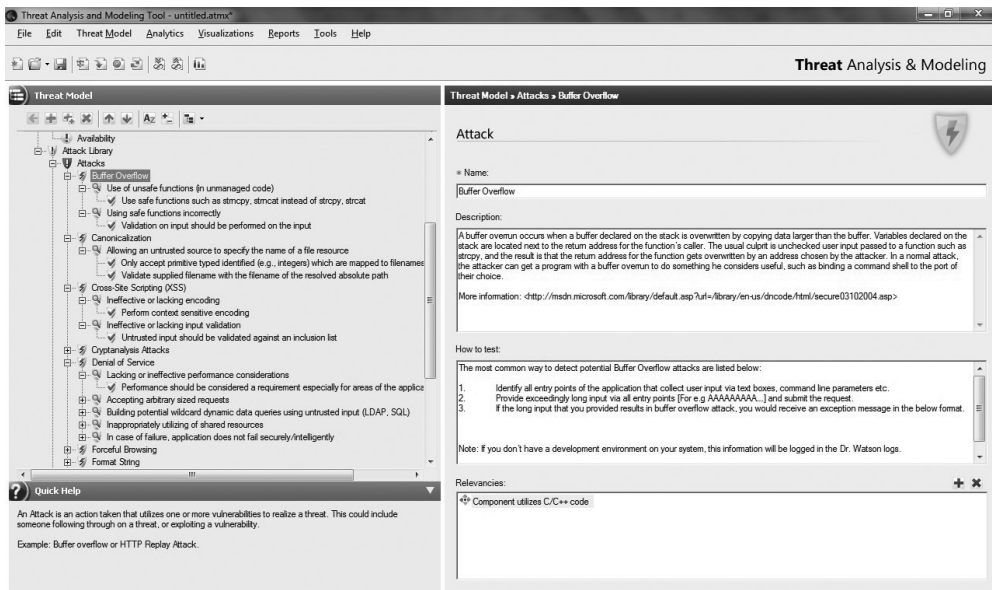 Threat Analysis and Modeling Tool - untitled.atmx*
File Edit Threat Model Analytics Visualizations Reports Tools Help
Threat Analysis & Modeling
Threat Model
Availability
Attack Library
Attacks
Buffer Overflow
Use of unsafe functions (in unmanaged code)
Use safe functions such as strncpy, strncat instead of strcpy, strcat
Using safe functions incorrectly
Validation on input should be performed on the input
Canonicalization
Allowing an untrusted source to specify the name of a file resource
Only accept primitive typed identified (e.g., integers) which are mapped to filenames
Validate supplied filename with the filename of the resolved absolute path
Cross-Site Scripting (XSS)
Ineffective or lacking encoding
Perform context sensitive encoding
Ineffective or lacking input validation
Untrusted input should be validated against an inclusion list
Cryptanalysis Attacks
Denial of Service
Lacking or ineffective performance considerations
Performance should be considered a requirement especially for areas of the applica
Accepting arbitrary sized requests
Building potential wildcard dynamic data queries using untrusted input (LDAP, SQL)
Inappropriately utilizing of shared resources
In case of failure, application does not fail securely/intelligently
Forceful Browsing
Format String
Quick Help
An Attack is an action taken that utilizes one or more vulnerabilities to realize a threat. This could include
someone following through on a threat, or exploiting a vulnerability.
Example: Buffer overflow or HTTP Replay Attack.
Threat Model » Attacks » Buffer Overflow
Attack
* Name:
Buffer Overflow
Description:
A buffer overrun occurs when a buffer declared on the stack is overwritten by copying data larger than the buffer. Variables declared on the
stack are located next to the return address for the function's caller. The usual culprit is unchecked user input passed to a function such as
strcpy, and the result is that the return address for the function gets overwritten by an address chosen by the attacker. In a normal attack,
the attacker can get a program with a buffer overrun to do something he considers useful, such as binding a command shell to the port of
their choice.
More information: <http://msdn.microsoft.com/library/default.asp?url=/library/en-us/dncode/html/secure03102004.asp>
How to test:
The most common way to detect potential Buffer Overflow attacks are listed below:
1. Identify all entry points of the application that collect user input via text boxes, command line parameters etc.
2. Provide exceedingly long input via all entry points [For e.g AAAAAAAAA...] and submit the request.
3. If the long input that you provided results in buffer overflow attack, you would receive an exception message in the below format.
Note: If you don't have a development environment on your system, this information will be logged in the Dr. Watson logs.
Relevancies:
Component utilizes C/C++ code